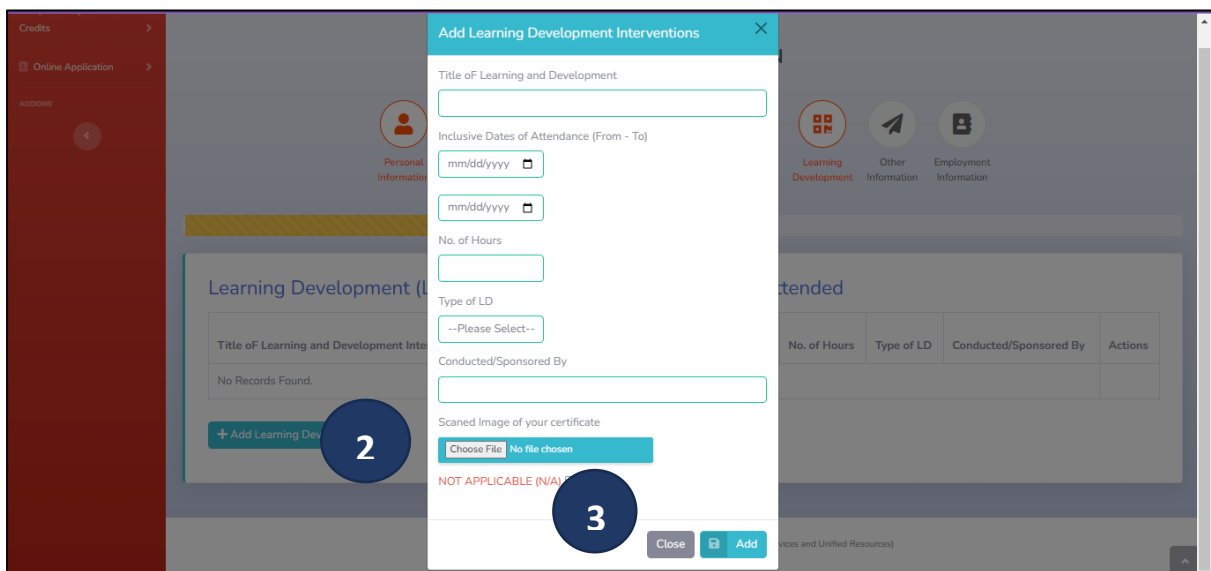 Credits
Online Application
ADDONS
Add Learning Development Interventions
Title oF Learning and Development
Inclusive Dates of Attendance (From - To)
mm/dd/yyyy
mm/dd/yyyy
No. of Hours
Type of LD
--Please Select--
Conducted/Sponsored By
Scaned Image of your certificate
Choose File No file chosen
NOT APPLICABLE (N/A)
Close Add
Personal
Information
Learning
Development
Other
Information
Employment
Information
Learning Development (L
ttended
Title oF Learning and Development Inte
No. of Hours Type of LD Conducted/Sponsored By Actions
No Records Found.
+ Add Learning Dev
2
3
vices and Unified Resources)